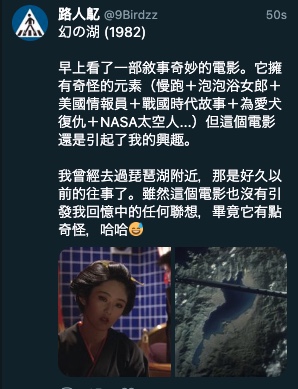 路人䰧 @9Birdzz 50s
幻の湖 (1982)
早上看了一部敘事奇妙的電影。它擁
有奇怪的元素（慢跑＋泡泡浴女郎＋
美國情報員＋戰國時代故事＋為愛犬
復仇＋NASA太空人...）但這個電影
還是引起了我的興趣。
我曾經去過琵琶湖附近，那是好久以
前的往事了。雖然這個電影也沒有引
發我回憶中的任何聯想，畢竟它有點
奇怪，哈哈😅